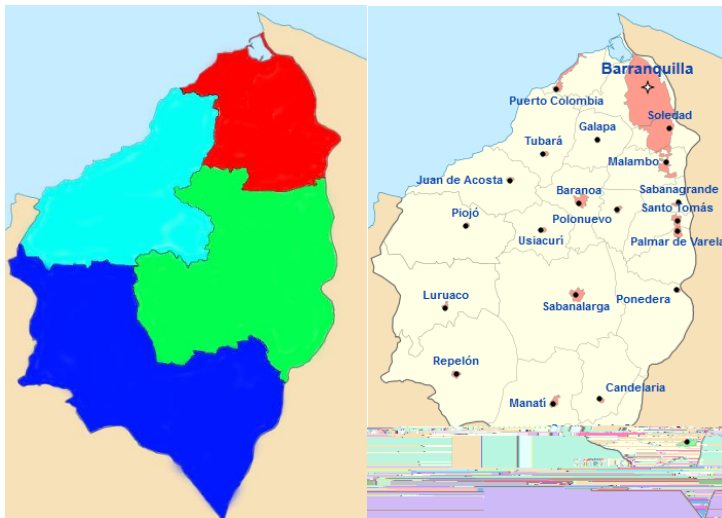 Barranquilla
Puerto Colombia
Soledad
Galapa
Tubará
Malambo
Juan de Acosta
Baranoa
Sabanagrande
Santo Tomás
Piojó
Polonuevo
Usiacurí
Palmar de Varela
Luruaco
Sabanalarga
Ponedera
Repelón
Candelaria
Manatí